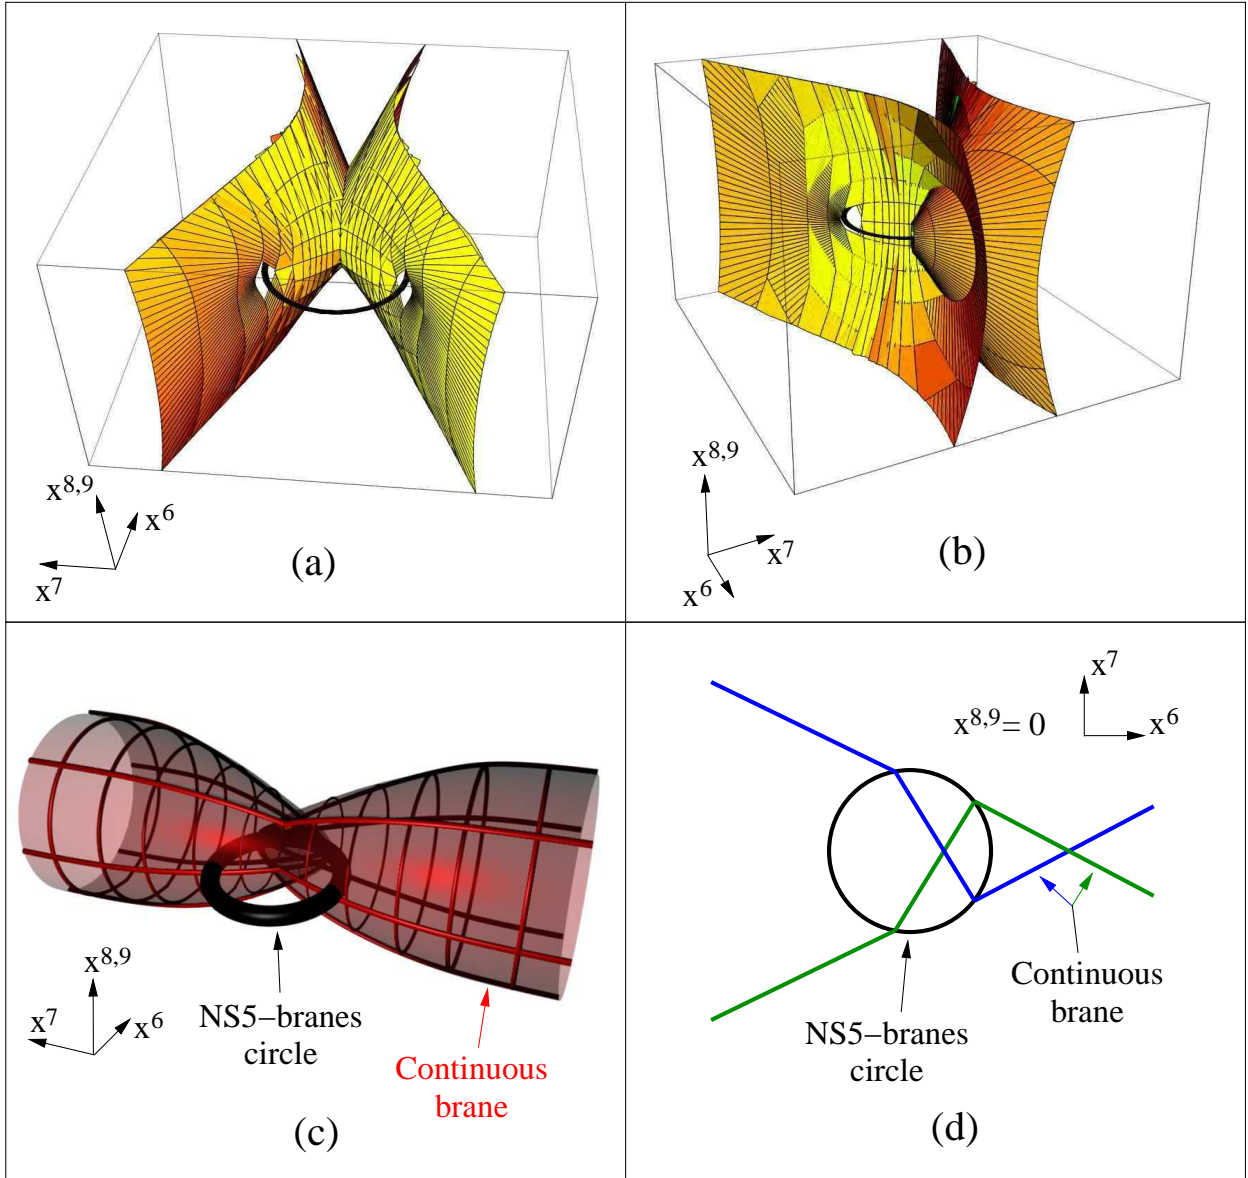 x8,9
x6
x7
(a)
x8,9
x7
x6
(b)
x8,9
x7
x6
NS5–branes
circle
Continuous
brane
(c)
x7
x8,9 = 0
x6
Continuous
brane
NS5–branes
circle
(d)